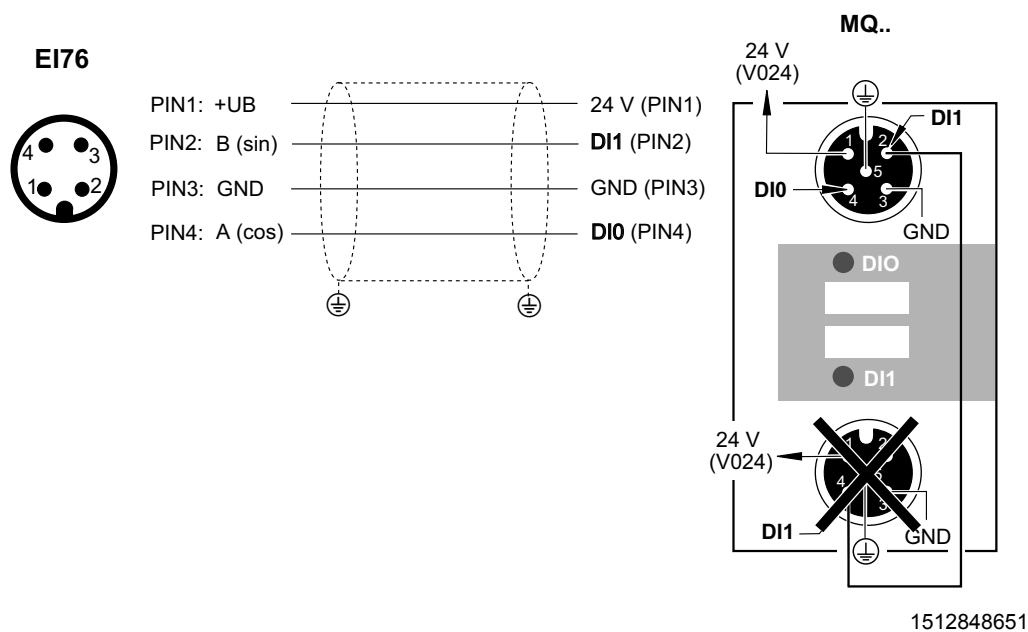 MQ..
EI76
24 V
(V024)
PIN1: +UB
24 V (PIN1)
PIN2: B (sin)
DI1 (PIN2)
PIN3: GND
GND (PIN3)
PIN4: A (cos)
DI0 (PIN4)
4
3
1
2
DI1
1
2
5
DI0
4
3
GND
DIO
DI1
24 V
(V024)
1
2
4
5
3
DI1
GND
1512848651